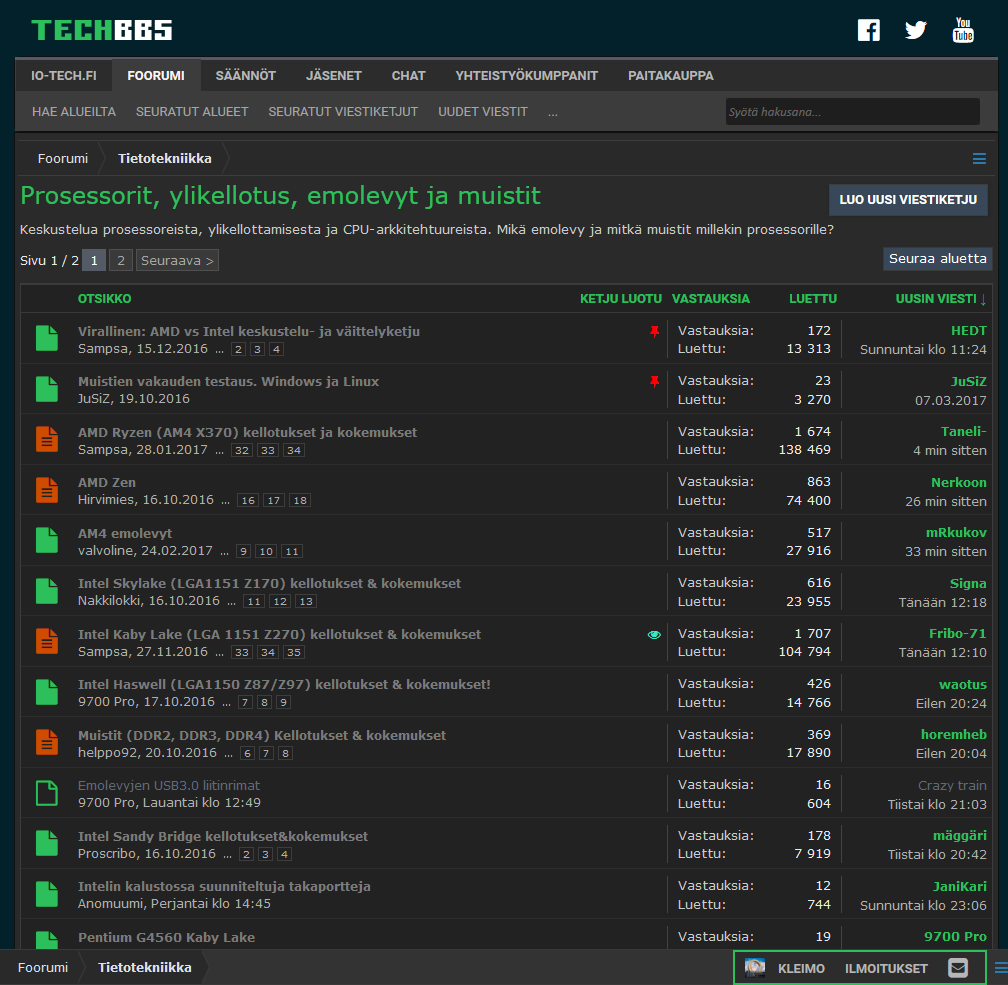 TECHBBS
You
Tube
IO-TECH.FI FOORUMI SÄÄNNÖT JÄSENET CHAT YHTEISTYÖKUMPPANIT PAITAKAUPPA
HAE ALUEILTA SEURATUT ALUEET SEURATUT VIESTIKETJUT UUDET VIESTIT ... Syötä hakusana...
Foorumi Tietotekniikka
Prosessorit, ylikellotus, emolevyt ja muistit LUO UUSI VIESTIKETJU
Keskustelua prosessoreista, ylikellottamisesta ja CPU-arkkitehtuureista. Mikä emolevy ja mitkä muistit millekin prosessorille?
Sivu 1 / 2 1 2 Seuraava > Seuraa aluetta
OTSIKKO KETJU LUOTU VASTAUKSIA LUETTU UUSIN VIESTI ↓
Virallinen: AMD vs Intel keskustelu- ja väittelyketju Vastauksia: 172 HEDT
Sampsa, 15.12.2016 ... 2 3 4 Luettu: 13 313 Sunnuntai klo 11:24
Muistien vakauden testaus. Windows ja Linux Vastauksia: 23 JuSiZ
JuSiZ, 19.10.2016 Luettu: 3 270 07.03.2017
AMD Ryzen (AM4 X370) kellotukset ja kokemukset Vastauksia: 1 674 Taneli-
Sampsa, 28.01.2017 ... 32 33 34 Luettu: 138 469 4 min sitten
AMD Zen Vastauksia: 863 Nerkoon
Hirvimies, 16.10.2016 ... 16 17 18 Luettu: 74 400 26 min sitten
AM4 emolevyt Vastauksia: 517 mRkukov
valvoline, 24.02.2017 ... 9 10 11 Luettu: 27 916 33 min sitten
Intel Skylake (LGA1151 Z170) kellotukset & kokemukset Vastauksia: 616 Signa
Nakkilokki, 16.10.2016 ... 11 12 13 Luettu: 23 955 Tänään 12:18
Intel Kaby Lake (LGA 1151 Z270) kellotukset & kokemukset Vastauksia: 1 707 Fribo-71
Sampsa, 27.11.2016 ... 33 34 35 Luettu: 104 794 Tänään 12:10
Intel Haswell (LGA1150 Z87/Z97) kellotukset & kokemukset! Vastauksia: 426 waotus
9700 Pro, 17.10.2016 ... 7 8 9 Luettu: 14 766 Eilen 20:24
Muistit (DDR2, DDR3, DDR4) Kellotukset & kokemukset Vastauksia: 369 horemheb
helppo92, 20.10.2016 ... 6 7 8 Luettu: 17 890 Eilen 20:04
Emolevyjen USB3.0 liitinrimat Vastauksia: 16 Crazy train
9700 Pro, Lauantai klo 12:49 Luettu: 604 Tiistai klo 21:03
Intel Sandy Bridge kellotukset&kokemukset Vastauksia: 178 mäggäri
Proscribo, 16.10.2016 ... 2 3 4 Luettu: 7 919 Tiistai klo 20:42
Intelin kalustossa suunniteltuja takaportteja Vastauksia: 12 JaniKari
Anomuumi, Perjantai klo 14:45 Luettu: 744 Sunnuntai klo 23:06
Pentium G4560 Kaby Lake Vastauksia: 19 9700 Pro
Foorumi Tietotekniikka KLEIMO ILMOITUKSET